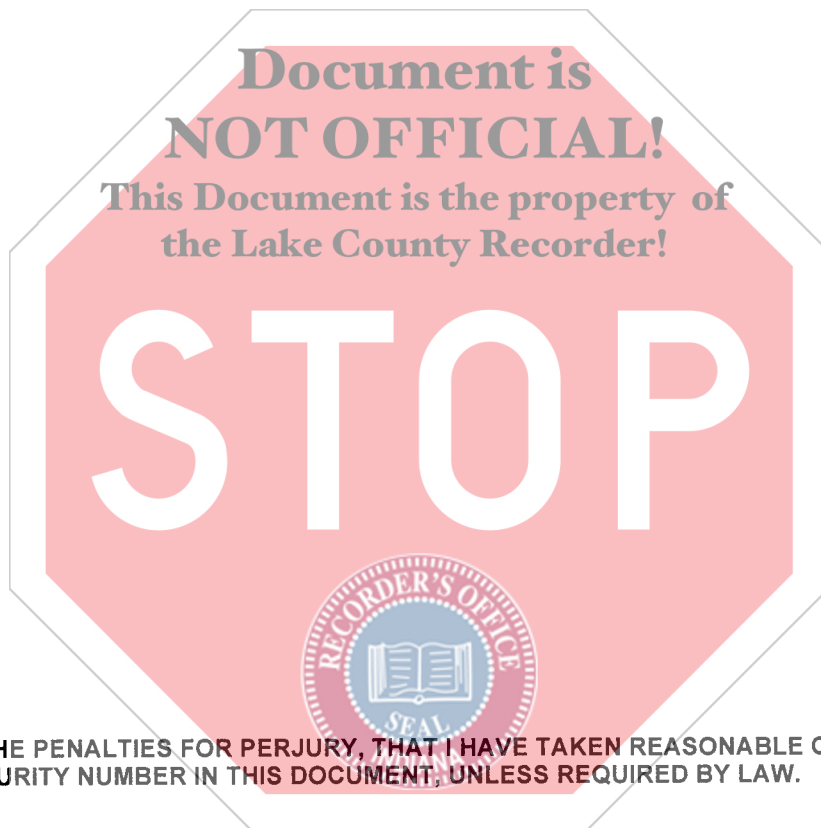 Document is
NOT OFFICIAL!
This Document is the property of
the Lake County Recorder!
STOP
RECORDER'S OFFICE
SEAL
INDIANA
HE PENALTIES FOR PERJURY, THAT I HAVE TAKEN REASONABLE
URITY NUMBER IN THIS DOCUMENT, UNLESS REQUIRED BY LAW.